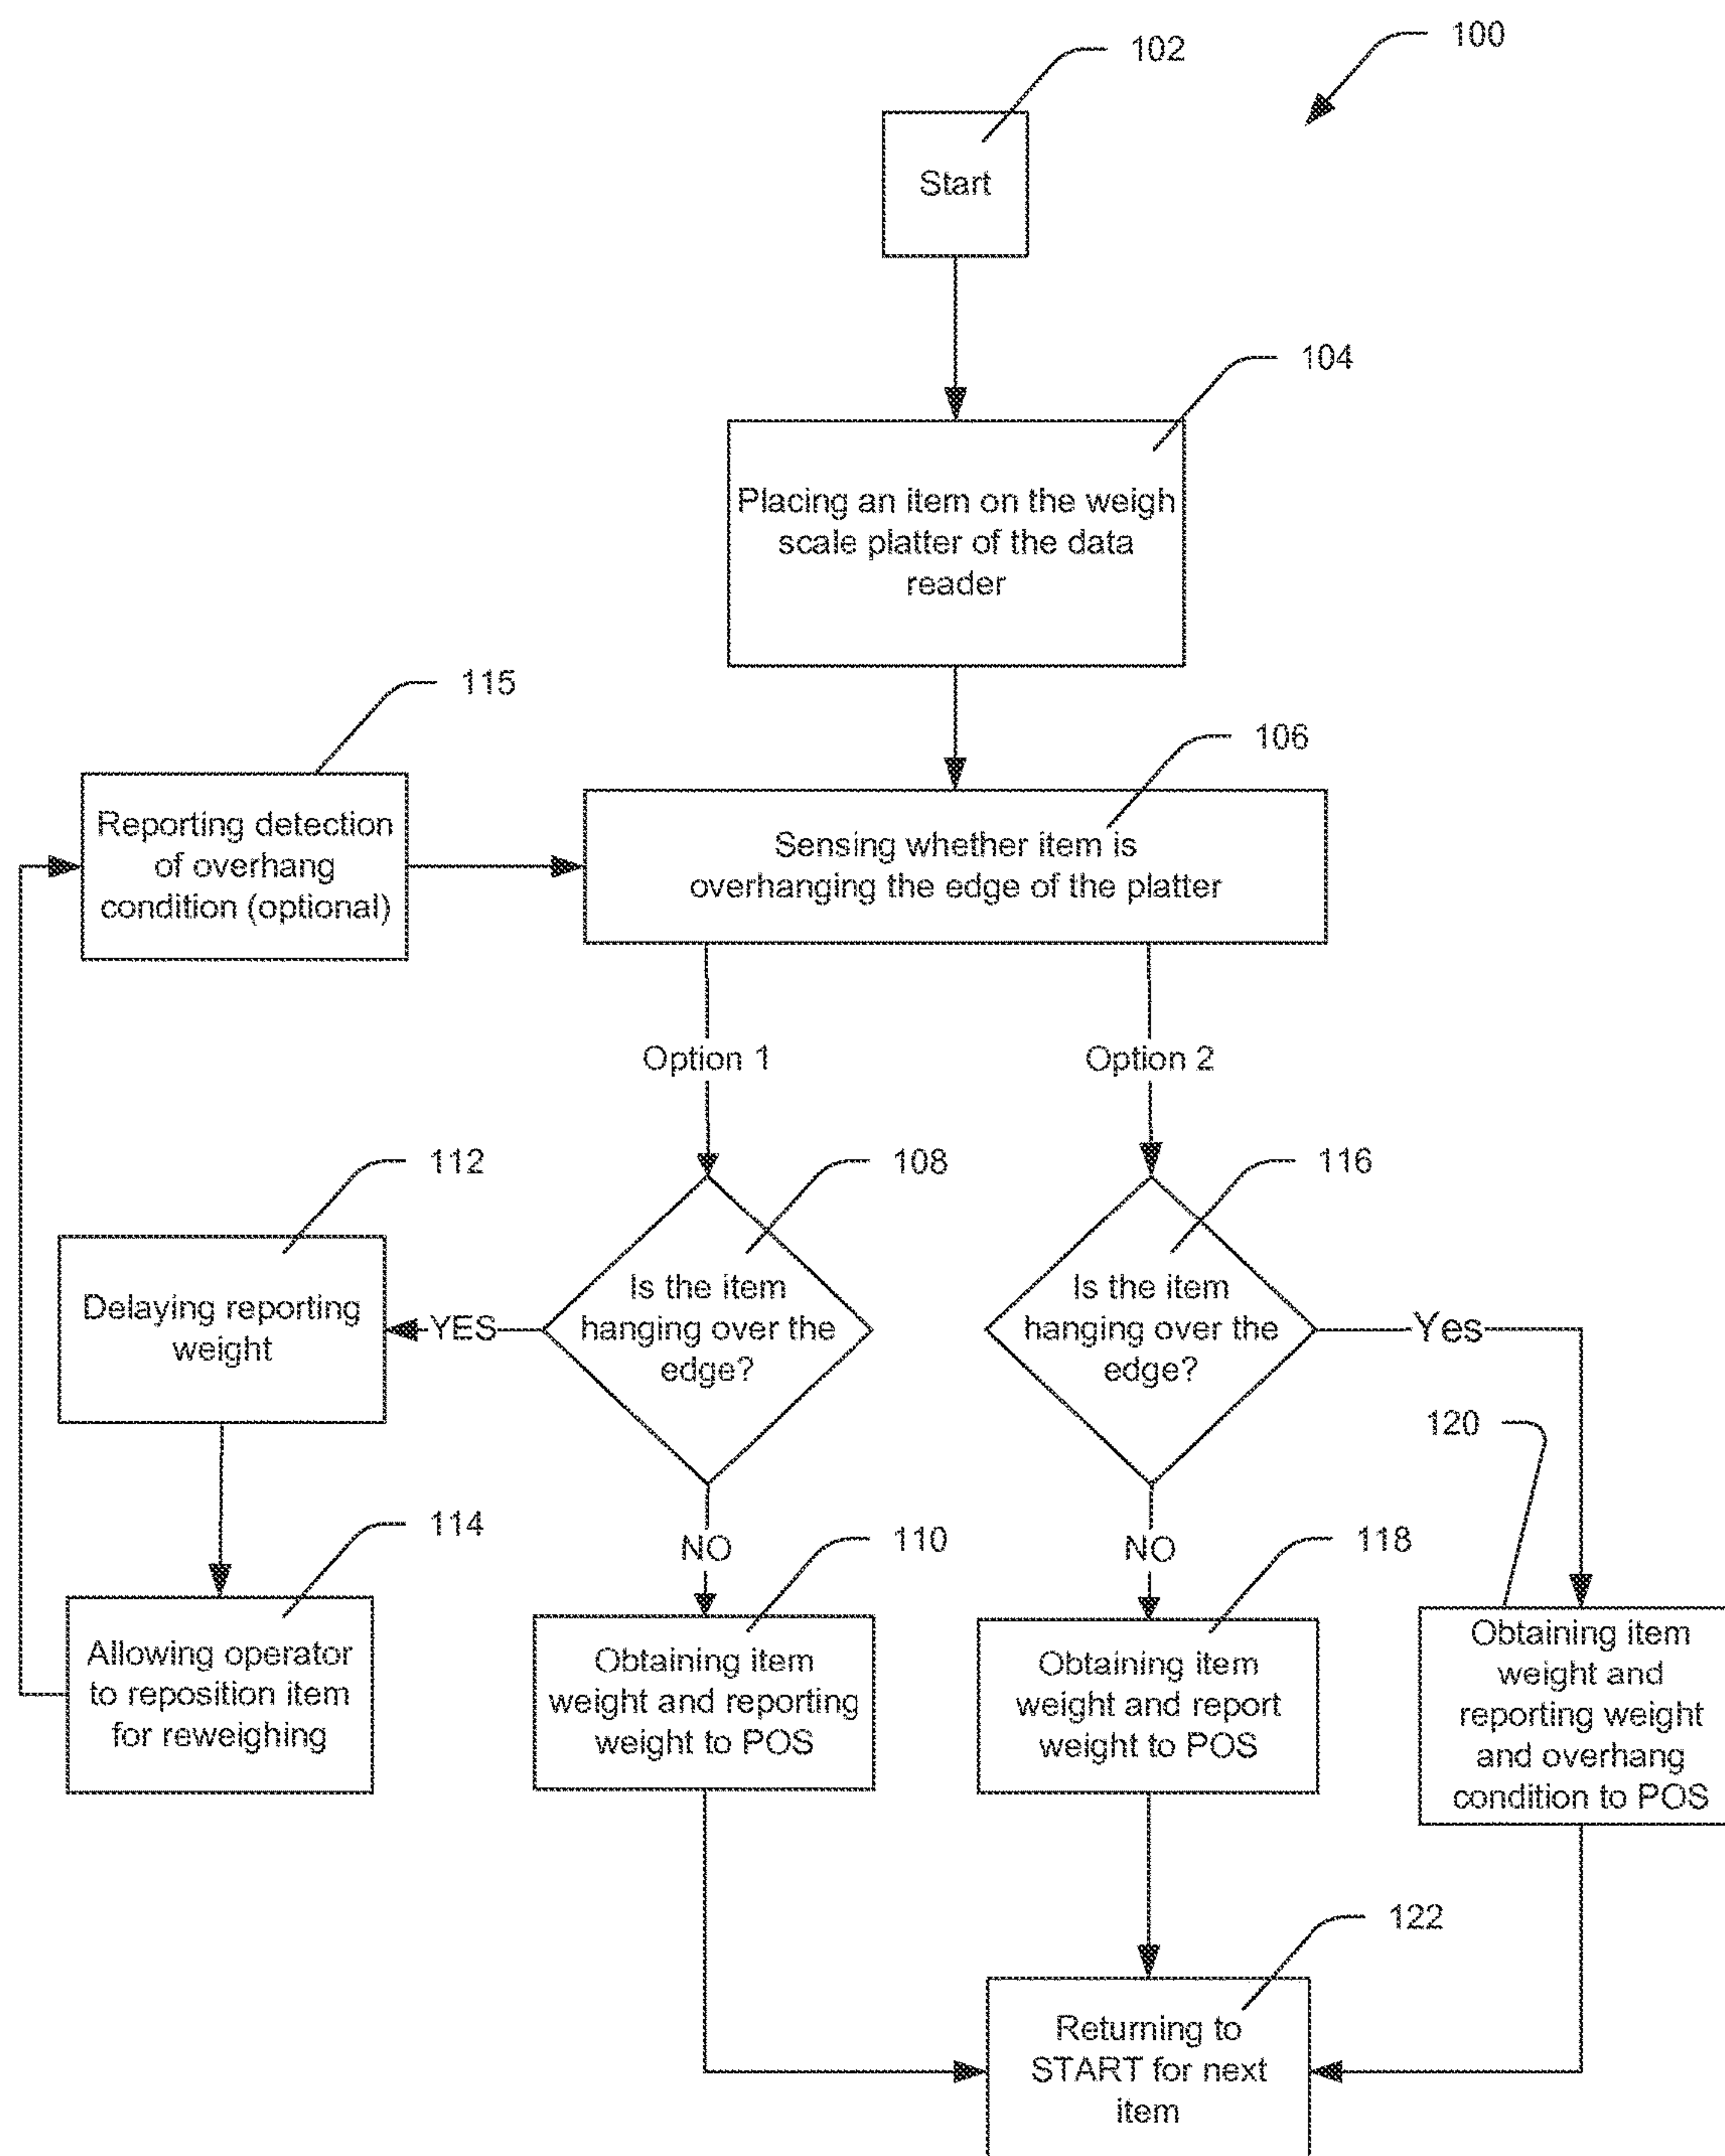 102
100
Start
104
Placing an item on the weigh
scale platter of the data
reader
115
106
Reporting detection
of overhang
condition (optional)
Sensing whether item is
overhanging the edge of the platter
Option 1
Option 2
112
108
116
Delaying reporting
weight
YES
Is the item
hanging over the
edge?
Is the item
hanging over the
edge?
Yes
120
114
NO
110
NO
118
Allowing operator
to reposition item
for reweighing
Obtaining item
weight and reporting
weight to POS
Obtaining item
weight and report
weight to POS
Obtaining item
weight and
reporting weight
and overhang
condition to POS
122
Returning to
START for next
item